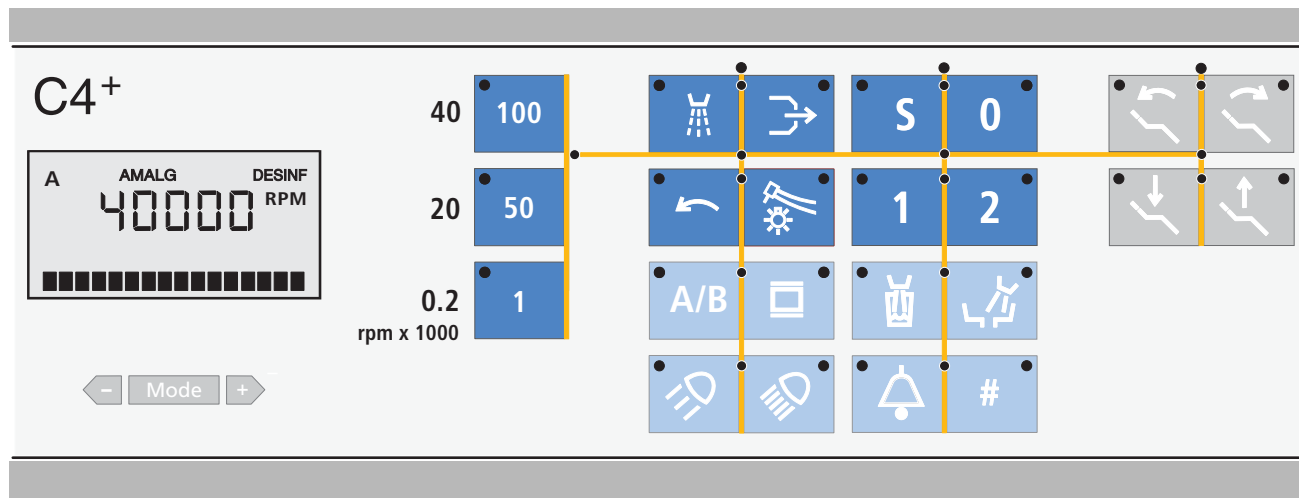 C4+
A AMALG DESINF
40000 RPM
- Mode +
40 100
20 50
0.2 1
rpm x 1000
S 0
1 2
A/B
#